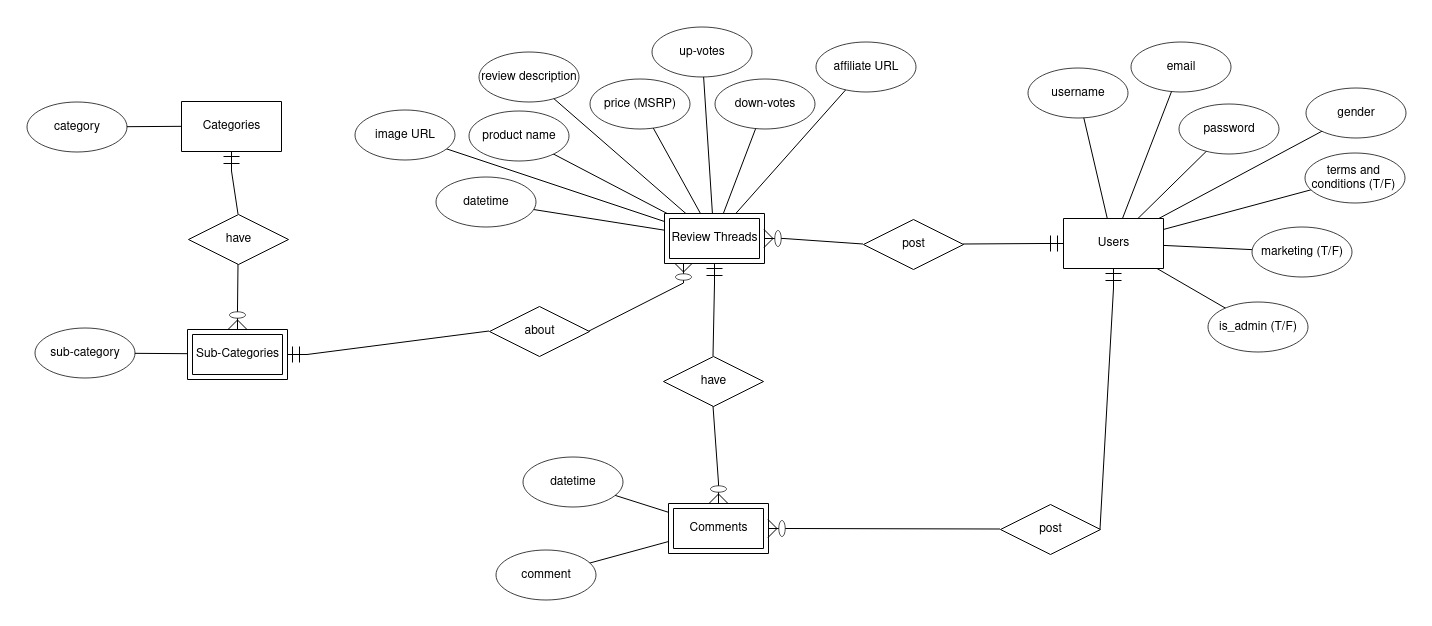 up-votes
affiliate URL
email
review description
username
price (MSRP)
down-votes
gender
category
Categories
image URL
product name
password
terms and
conditions (T/F)
datetime
have
Review Threads
post
Users
marketing (T/F)
about
is_admin (T/F)
sub-category
Sub-Categories
have
datetime
Comments
post
comment